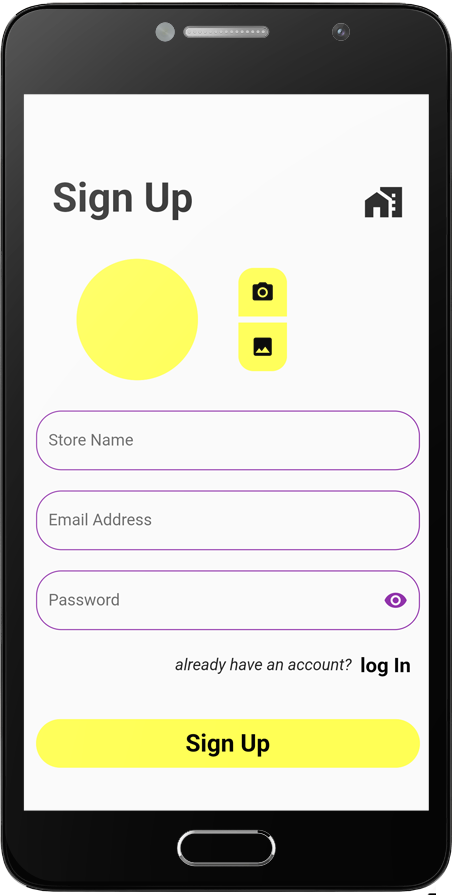 Sign Up
Store Name
Email Address
Password
already have an account? log In
Sign Up